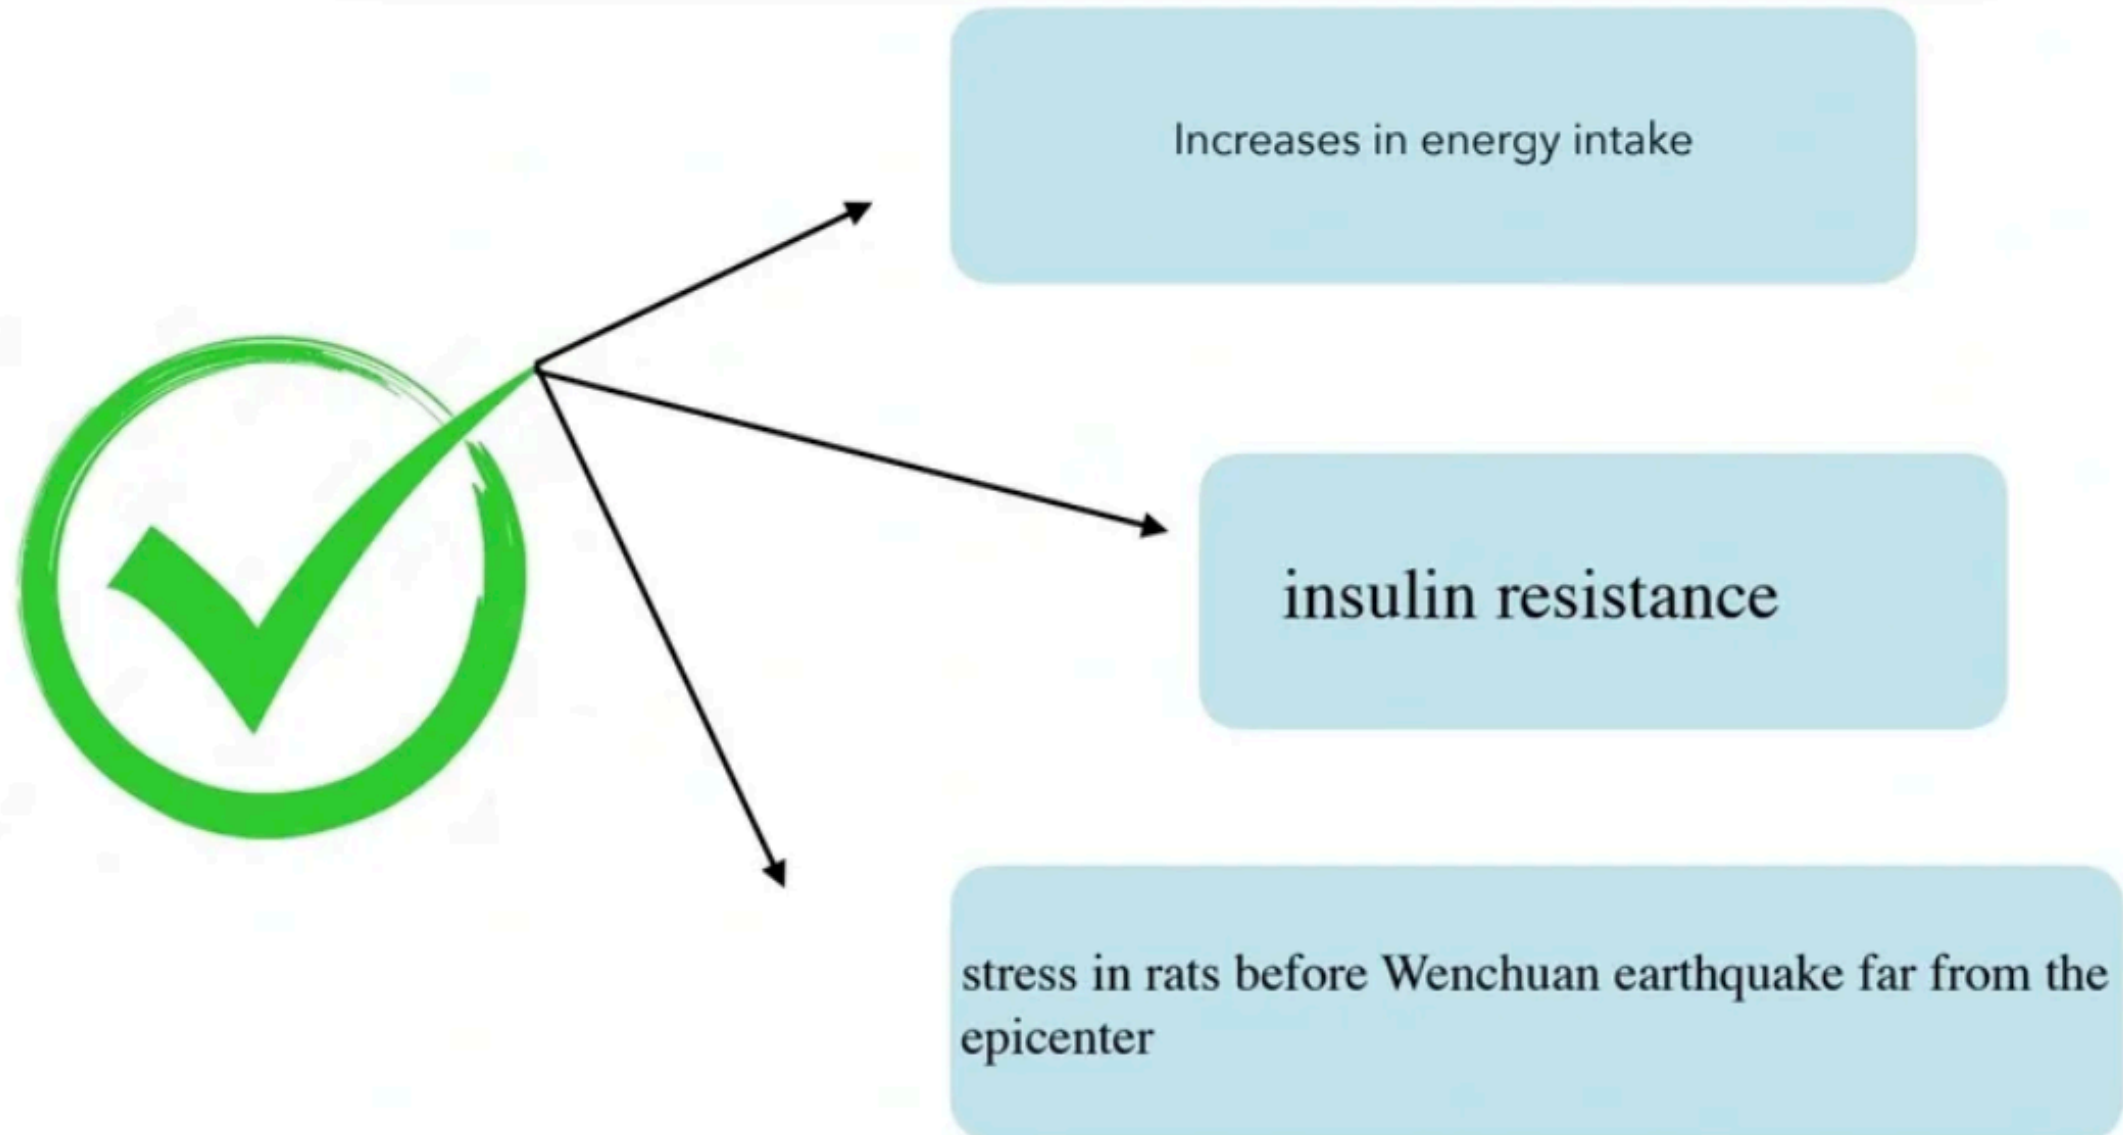 Increases in energy intake
insulin resistance
stress in rats before Wenchuan earthquake far from the
epicenter